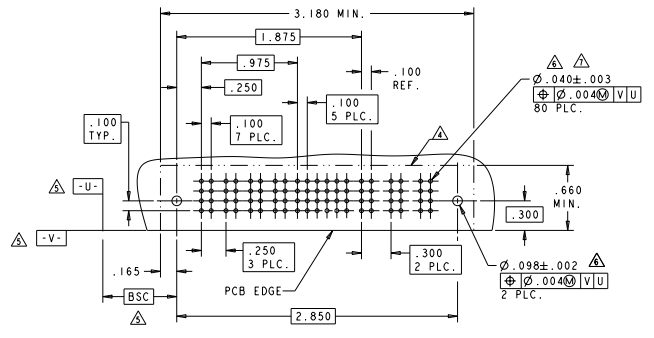 3.180 MIN.
1.875
.975
.250
.100
REF.
6 7
Ø.040±.003
⌖ Ø.004Ⓜ V U
80 PLC.
.100
TYP.
.100
7 PLC.
.100
5 PLC.
4
5 -U-
5 -V-
.660
MIN.
.300
.165
.250
3 PLC.
.300
2 PLC.
PCB EDGE
BSC
5
2.850
Ø.098±.002 6
⌖ Ø.004Ⓜ V U
2 PLC.